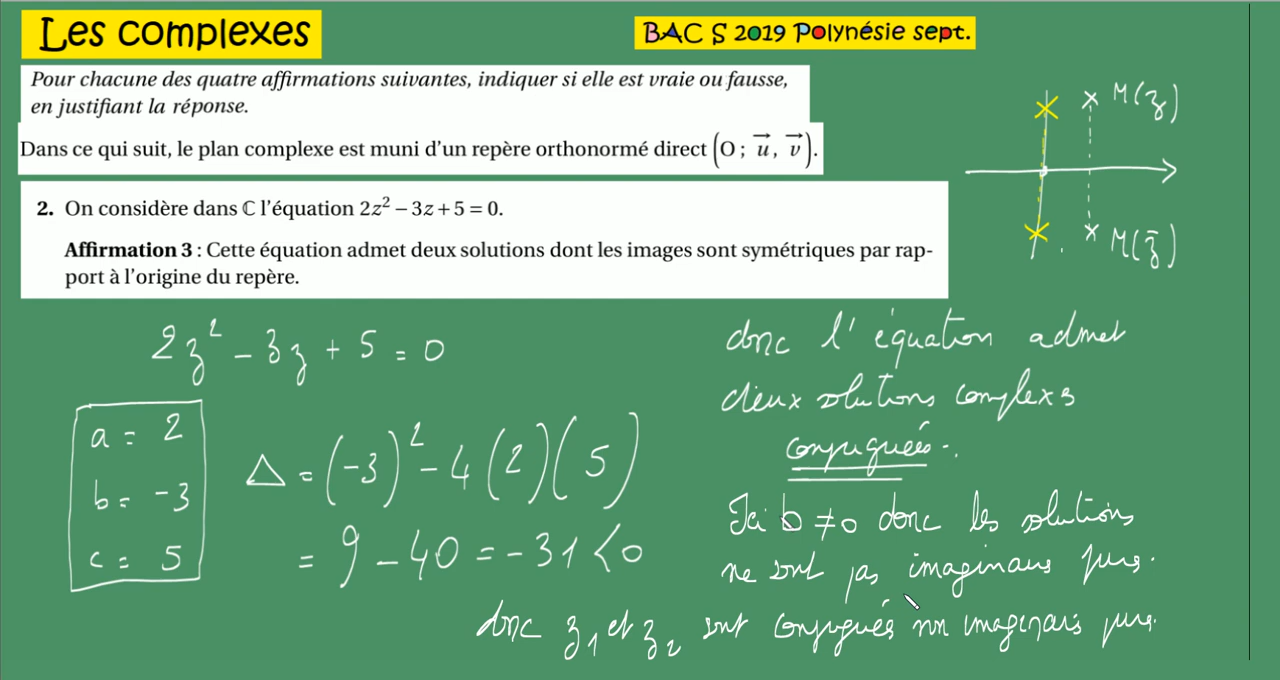 Les complexes
BAC S 2019 Polynésie sept.
Pour chacune des quatre affirmations suivantes, indiquer si elle est vraie ou fausse,
en justifiant la réponse.
Dans ce qui suit, le plan complexe est muni d'un repère orthonormé direct (O ; u⃗, v⃗).
M(z)
M(z̄)
2. On considère dans ℂ l'équation 2z² − 3z + 5 = 0.
Affirmation 3 : Cette équation admet deux solutions dont les images sont symétriques par rap-
port à l'origine du repère.
2z² − 3z + 5 = 0
a = 2
b = −3
c = 5
Δ = (−3)² − 4(2)(5)
= 9 − 40 = −31 < 0
donc l'équation admet
deux solutions complexs
conjuguées.
Ici b ≠ 0 donc les solutions
ne sont pas imaginaires pures.
donc z₁ et z₂ sont conjugués non imaginaires pures.